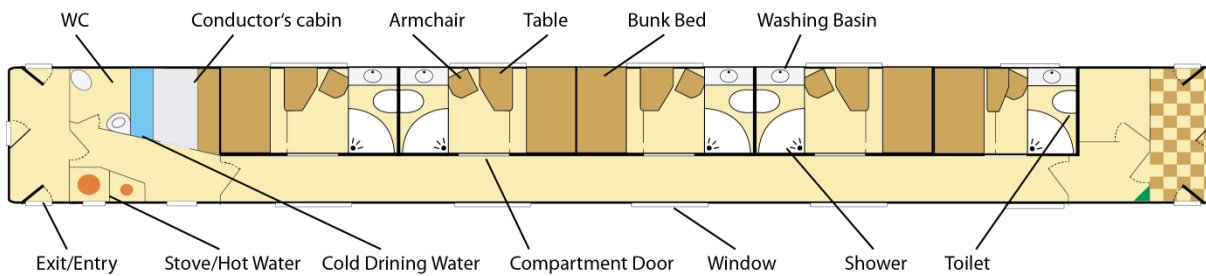 WC
Conductor‘s cabin
Armchair
Table
Bunk Bed
Washing Basin
Exit/Entry
Stove/Hot Water
Cold Drining Water
Compartment Door
Window
Shower
Toilet